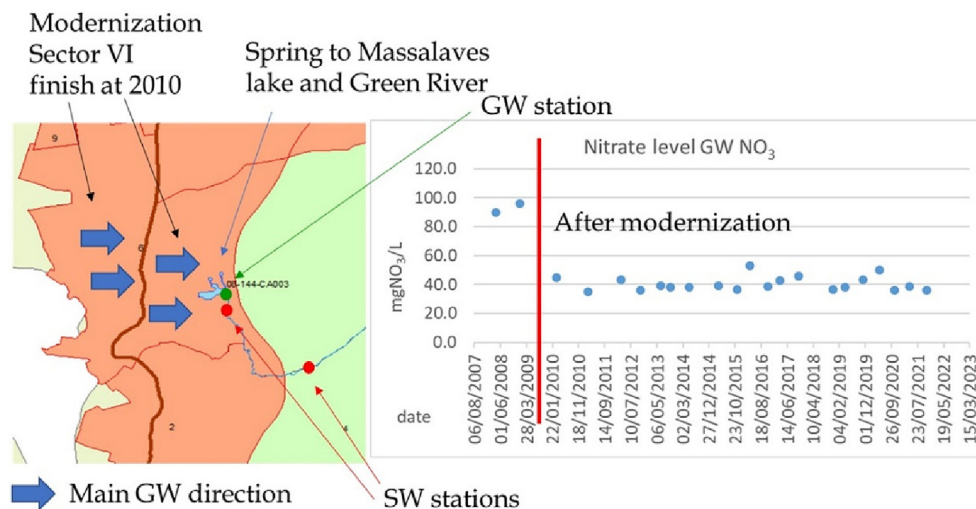 Modernization
Sector VI
finish at 2010
Spring to Massalaves
lake and Green River
GW station
9
6
08-144-CA003
2
4
Main GW direction
SW stations
Nitrate level GW NO3
After modernization
mgNO3/L
120.0
100.0
80.0
60.0
40.0
20.0
0.0
date
06/08/2007
01/06/2008
28/03/2009
22/01/2010
18/11/2010
14/09/2011
10/07/2012
06/05/2013
02/03/2014
27/12/2014
23/10/2015
18/08/2016
14/06/2017
10/04/2018
04/02/2019
01/12/2019
26/09/2020
23/07/2021
19/05/2022
15/03/2023